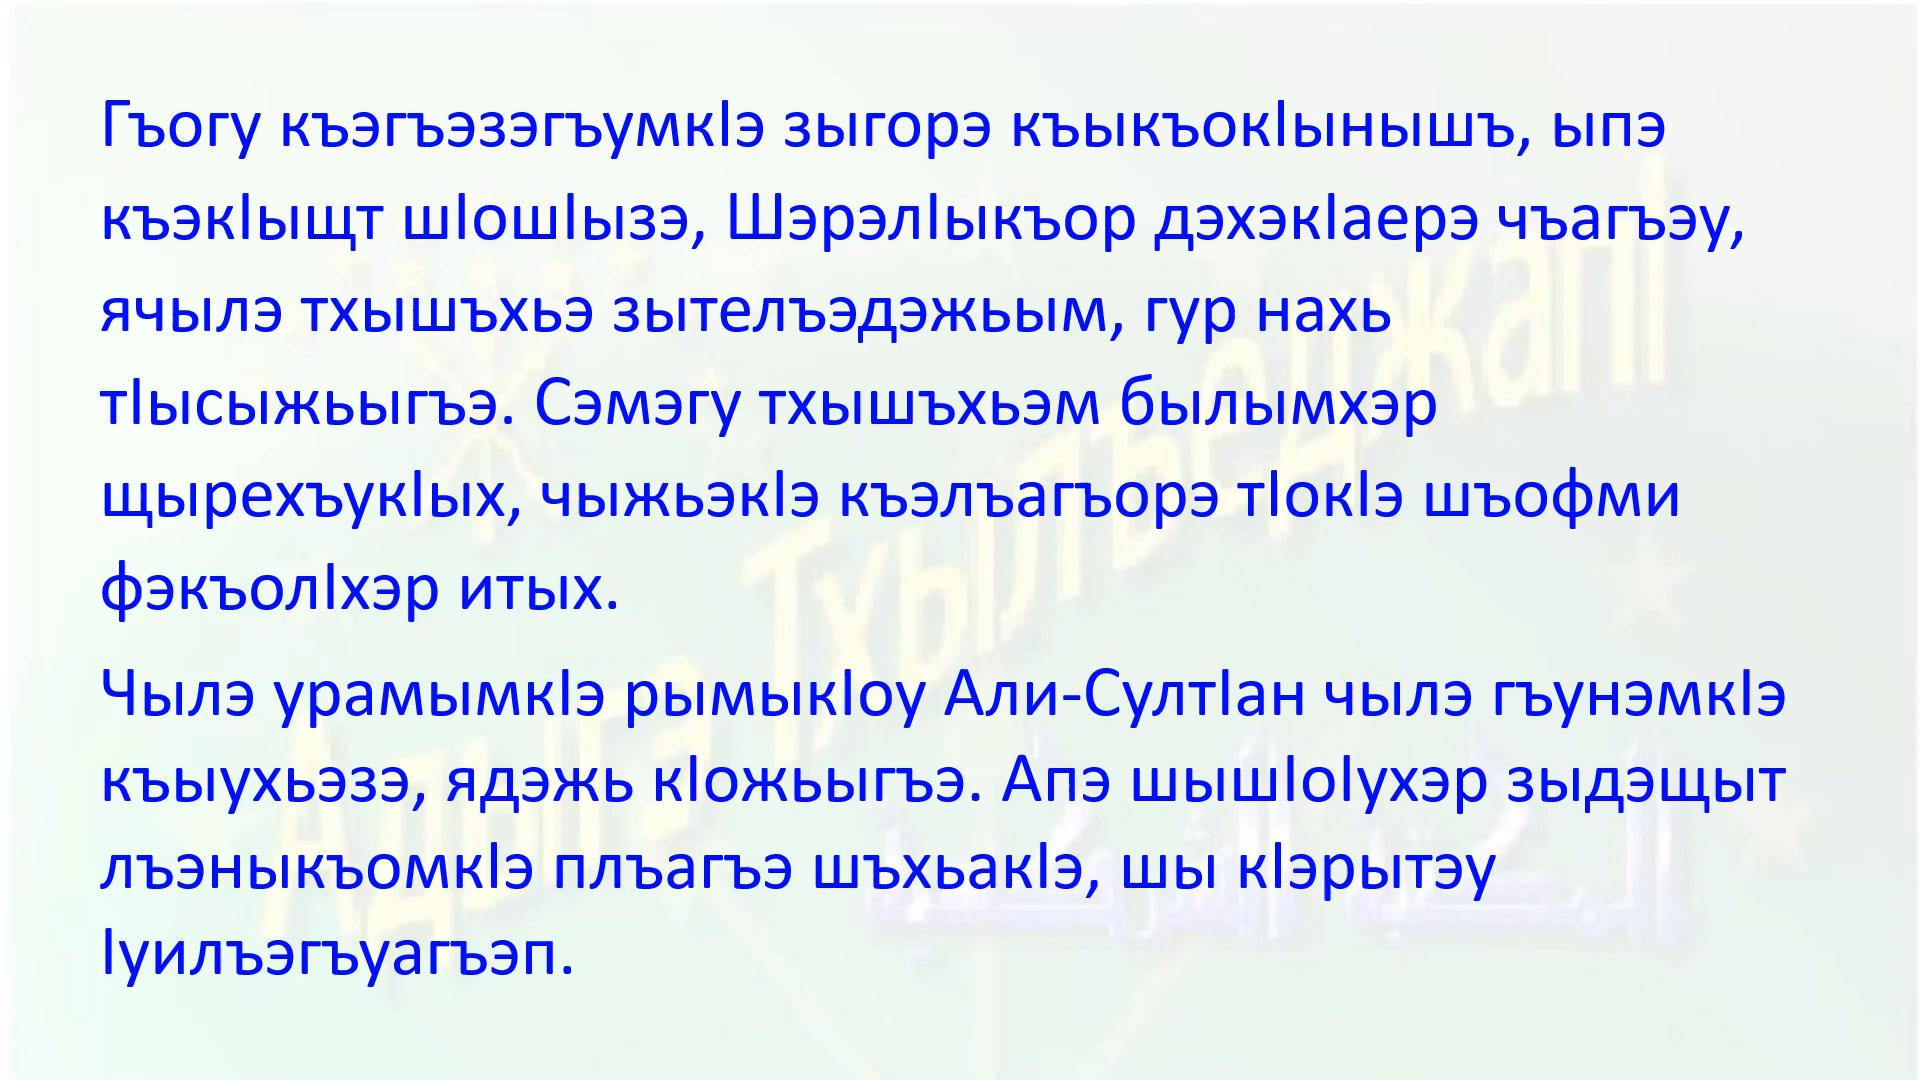 Гъогу къэгъэзэгъумкӏэ зыгорэ къыкъокӏынышъ, ыпэ
къэкӏыщт шӏошӏызэ, Шэрэлӏыкъор дэхэкӏаерэ чъагъэу,
ячылэ тхышъхьэ зытелъэдэжьым, гур нахь
тӏысыжьыгъэ. Сэмэгу тхышъхьэм былымхэр
щырехъукӏых, чыжьэкӏэ къэлъагъорэ тӏокӏэ шъофми
фэкъолӏхэр итых.
Чылэ урамымкӏэ рымыкӏоу Али-Султӏан чылэ гъунэмкӏэ
къыухьэзэ, ядэжь кӏожьыгъэ. Апэ шышӏоӏухэр зыдэщыт
лъэныкъомкӏэ плъагъэ шъхьакӏэ, шы кӏэрытэу
ӏуилъэгъуагъэп.
Адыгэ Тхылъеджапӏ